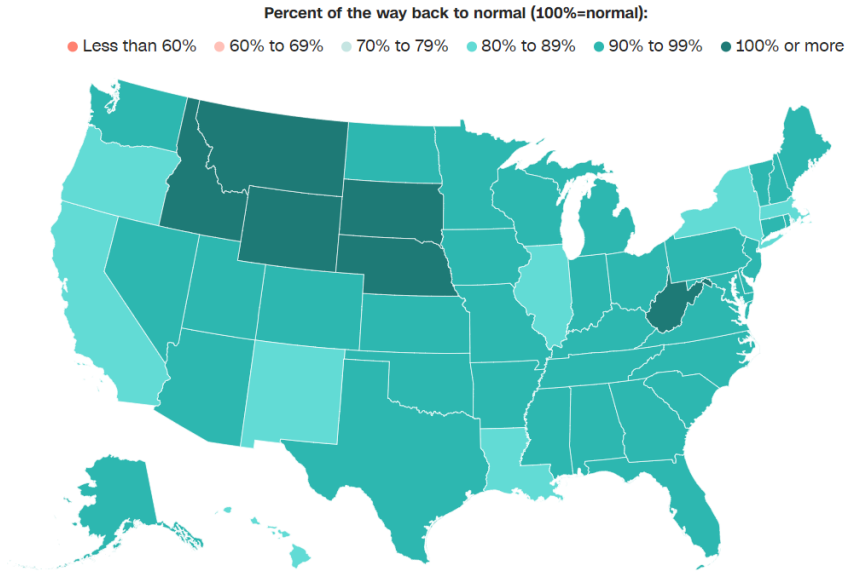 Percent of the way back to normal (100%=normal):
Less than 60% 60% to 69% 70% to 79% 80% to 89% 90% to 99% 100% or more